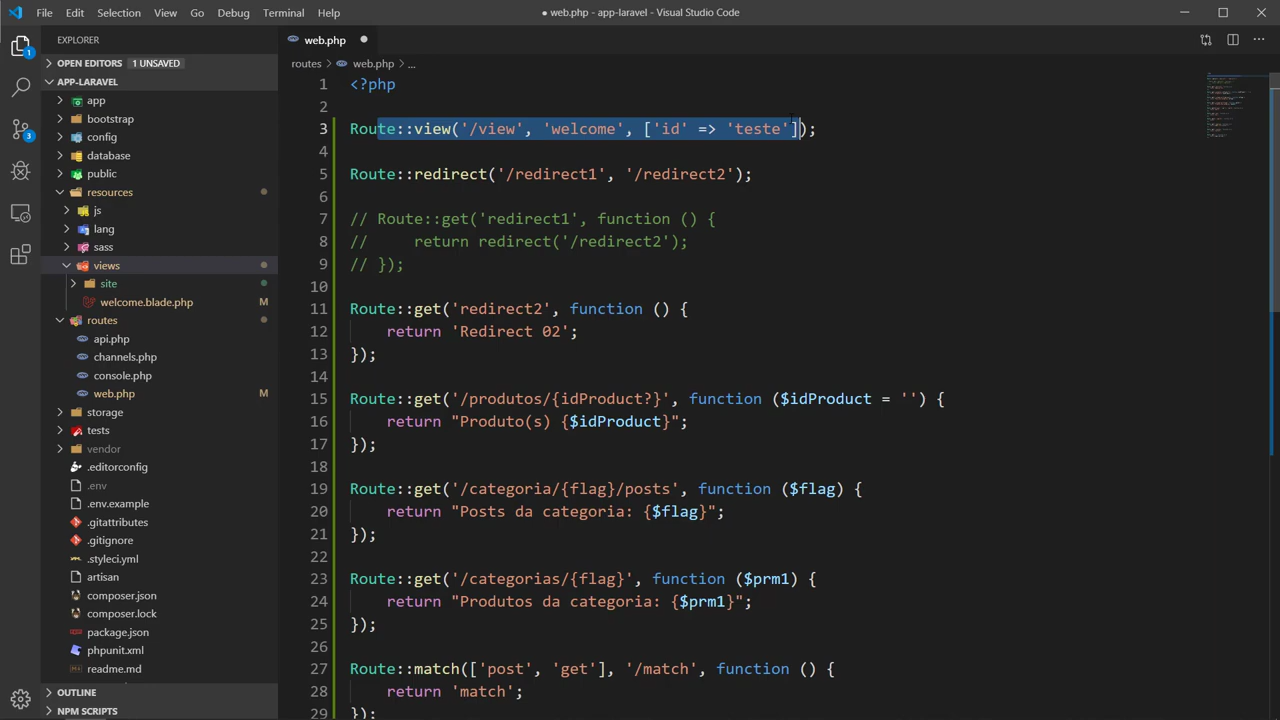 File Edit Selection View Go Debug Terminal Help
● web.php - app-laravel - Visual Studio Code
EXPLORER
web.php
OPEN EDITORS 1 UNSAVED
routes > web.php > ...
APP-LARAVEL
app
bootstrap
config
database
public
resources
js
lang
sass
views
site
welcome.blade.php M
routes
api.php
channels.php
console.php
web.php M
storage
tests
vendor
.editorconfig
.env
.env.example
.gitattributes
.gitignore
.styleci.yml
artisan
composer.json
composer.lock
package.json
phpunit.xml
readme.md
OUTLINE
NPM SCRIPTS
1
1 <?php
2
3 Route::view('/view', 'welcome', ['id' => 'teste']);
4
5 Route::redirect('/redirect1', '/redirect2');
6
7 // Route::get('redirect1', function () {
8 //     return redirect('/redirect2');
9 // });
10
11 Route::get('redirect2', function () {
12     return 'Redirect 02';
13 });
14
15 Route::get('/produtos/{idProduct?}', function ($idProduct = '') {
16     return "Produto(s) {$idProduct}";
17 });
18
19 Route::get('/categoria/{flag}/posts', function ($flag) {
20     return "Posts da categoria: {$flag}";
21 });
22
23 Route::get('/categorias/{flag}', function ($prm1) {
24     return "Produtos da categoria: {$prm1}";
25 });
26
27 Route::match(['post', 'get'], '/match', function () {
28     return 'match';
29 });